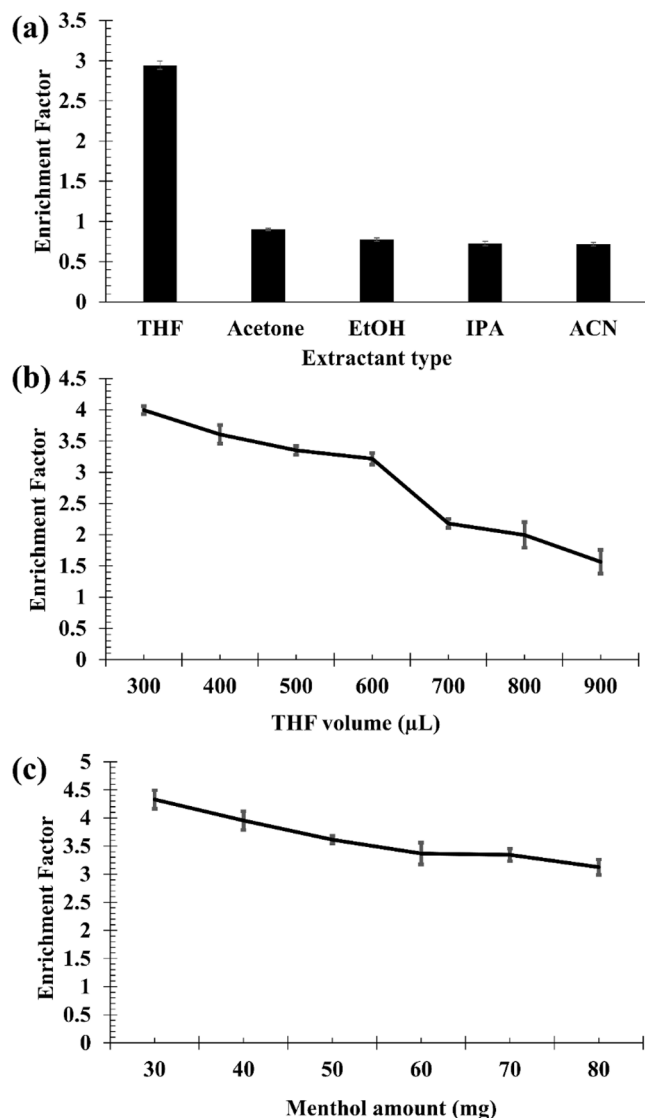 (a)
3.5
3
2.5
2
1.5
1
0.5
0
Enrichment Factor
THF Acetone EtOH IPA ACN
Extractant type
(b)
4.5
4
3.5
3
2.5
2
1.5
1
0.5
0
Enrichment Factor
300 400 500 600 700 800 900
THF volume (µL)
(c)
5
4.5
4
3.5
3
2.5
2
1.5
1
0.5
0
Enrichment Factor
30 40 50 60 70 80
Menthol amount (mg)